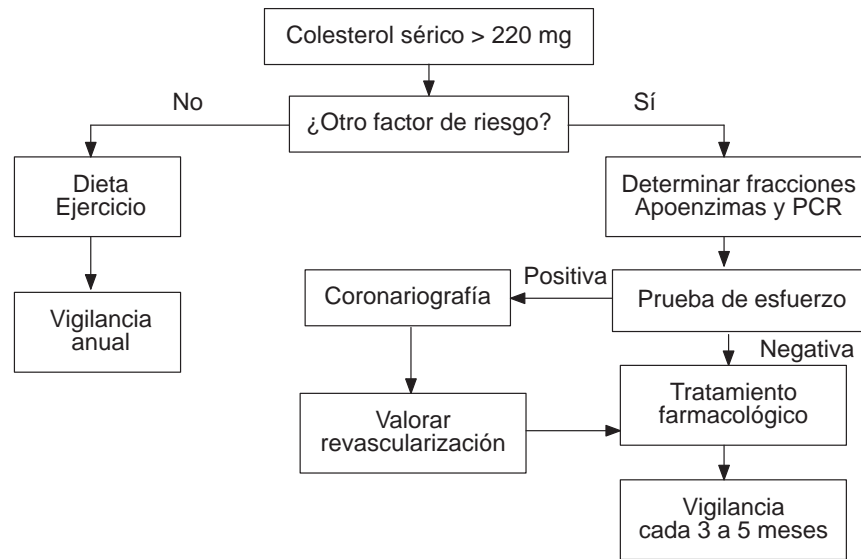 Colesterol sérico > 220 mg
No
¿Otro factor de riesgo?
Sí
Dieta
Ejercicio
Determinar fracciones
Apoenzimas y PCR
Vigilancia
anual
Coronariografía
Positiva
Prueba de esfuerzo
Negativa
Valorar
revascularización
Tratamiento
farmacológico
Vigilancia
cada 3 a 5 meses